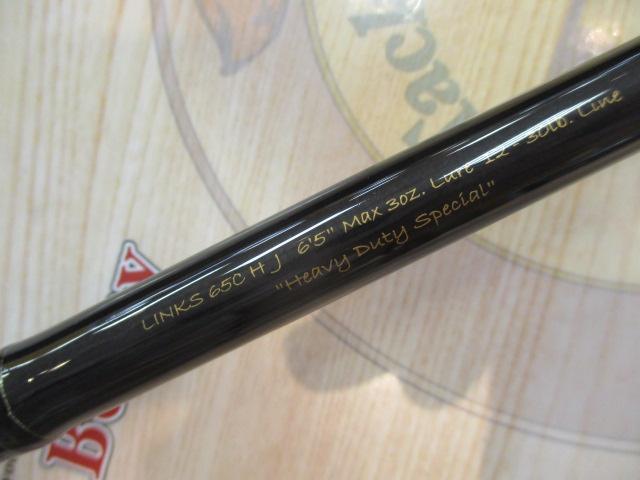 LINKS 65C H J 6'5" Max 3oz. Lure 12 - 30lb. Line
"Heavy Duty Special"